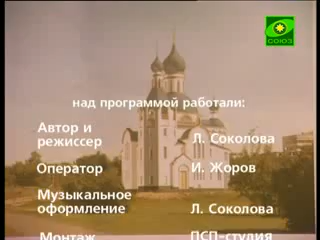 СОЮЗ
над программой работали:
Автор и
режиссер Л. Соколова
Оператор И. Жоров
Музыкальное
оформление Л. Соколова
Монтаж ПСП-студия